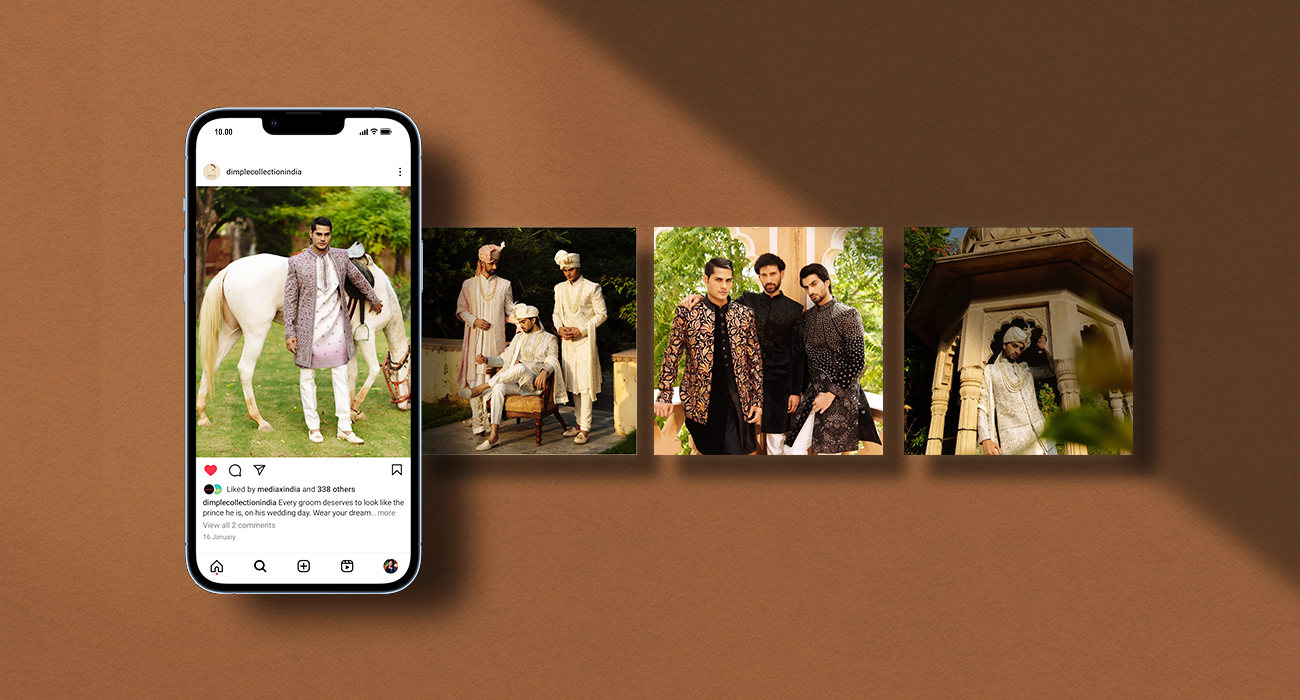 10.00
dimplecollectionindia
Liked by mediaxindia and 338 others
dimplecollectionindia Every groom deserves to look like the
prince he is, on his wedding day. Wear your dream... more
View all 2 comments
16 January